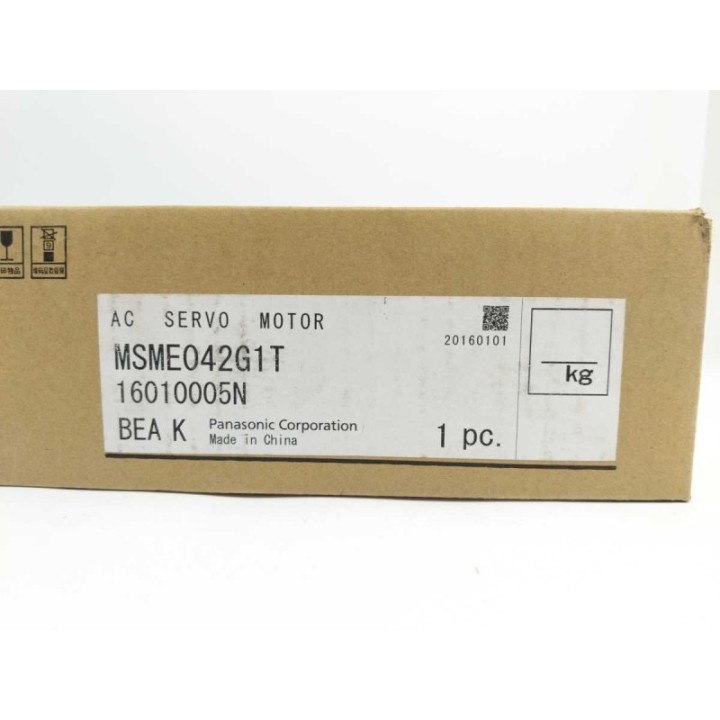 AC SERVO MOTOR
20160101
MSME042G1T
16010005N
BEA K
Panasonic Corporation
Made in China
1 pc.
kg